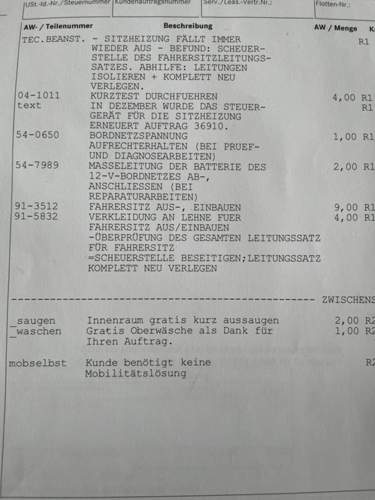 USt.-Id.-Nr./Steuernummer Kundenauftragsnummer Serv./Leas.-Vertr.Nr.: Flotten-Nr.:
AW- / Teilenummer Beschreibung AW / Menge
TEC.BEANST. - SITZHEIZUNG FÄLLT IMMER R1
WIEDER AUS - BEFUND: SCHEUER-
STELLE DES FAHRERSITZLEITUNGS-
SATZES. ABHILFE: LEITUNGEN
ISOLIEREN + KOMPLETT NEU
VERLEGEN.
04-1011 KURZTEST DURCHFUEHREN 4,00 R1
text IN DEZEMBER WURDE DAS STEUER- R1
GERÄT FÜR DIE SITZHEIZUNG
ERNEUERT AUFTRAG 36910.
54-0650 BORDNETZSPANNUNG 1,00 R1
AUFRECHTERHALTEN (BEI PRUEF-
UND DIAGNOSEARBEITEN)
54-7989 MASSELEITUNG DER BATTERIE DES 2,00 R1
12-V-BORDNETZES AB-,
ANSCHLIESSEN (BEI
REPARATURARBEITEN)
91-3512 FAHRERSITZ AUS-, EINBAUEN 9,00 R1
91-5832 VERKLEIDUNG AN LEHNE FUER 4,00 R1
FAHRERSITZ AUS/EINBAUEN
-ÜBERPRÜFUNG DES GESAMTEN LEITUNGSSATZ
FÜR FAHRERSITZ
=SCHEUERSTELLE BESEITIGEN;LEITUNGSSATZ
KOMPLETT NEU VERLEGEN
ZWISCHENS
_saugen Innenraum gratis kurz aussaugen 2,00 R2
_waschen Gratis Oberwäsche als Dank für 1,00 R2
Ihren Auftrag.
mobselbst Kunde benötigt keine R2
Mobilitätslösung